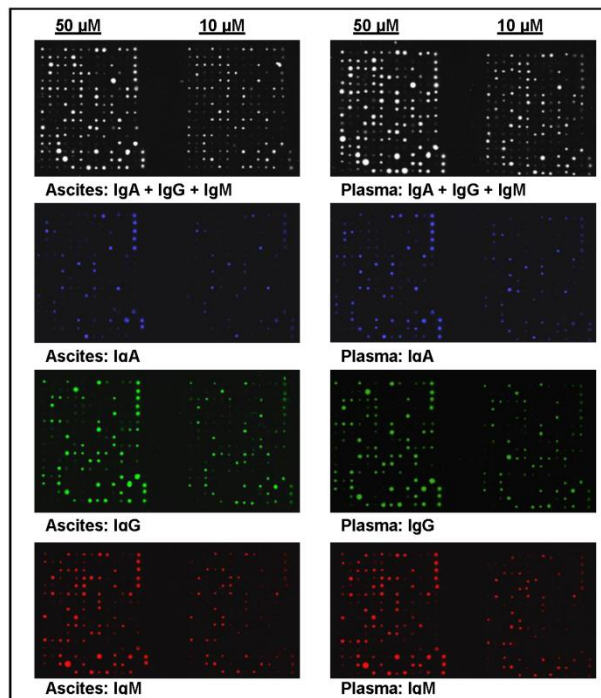 50 µM 10 µM 50 µM 10 µM
Ascites: IgA + IgG + IgM Plasma: IgA + IgG + IgM
Ascites: IgA Plasma: IgA
Ascites: IgG Plasma: IgG
Ascites: IgM Plasma: IgM